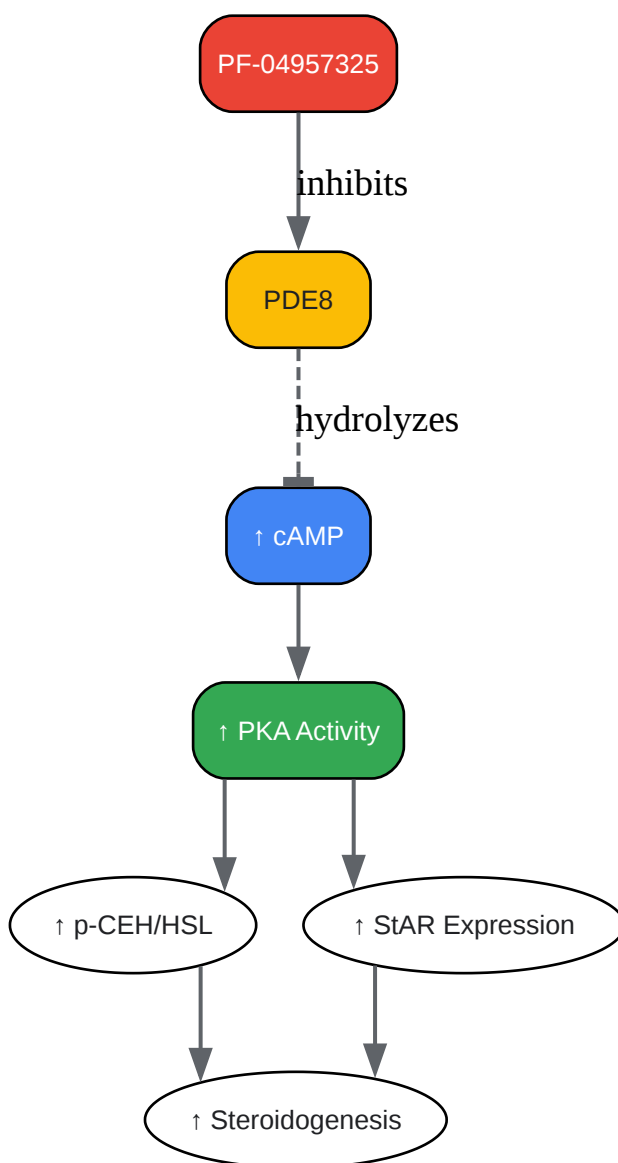 PF-04957325
inhibits
PDE8
hydrolyzes
↑ cAMP
↑ PKA Activity
↑ p-CEH/HSL
↑ StAR Expression
↑ Steroidogenesis